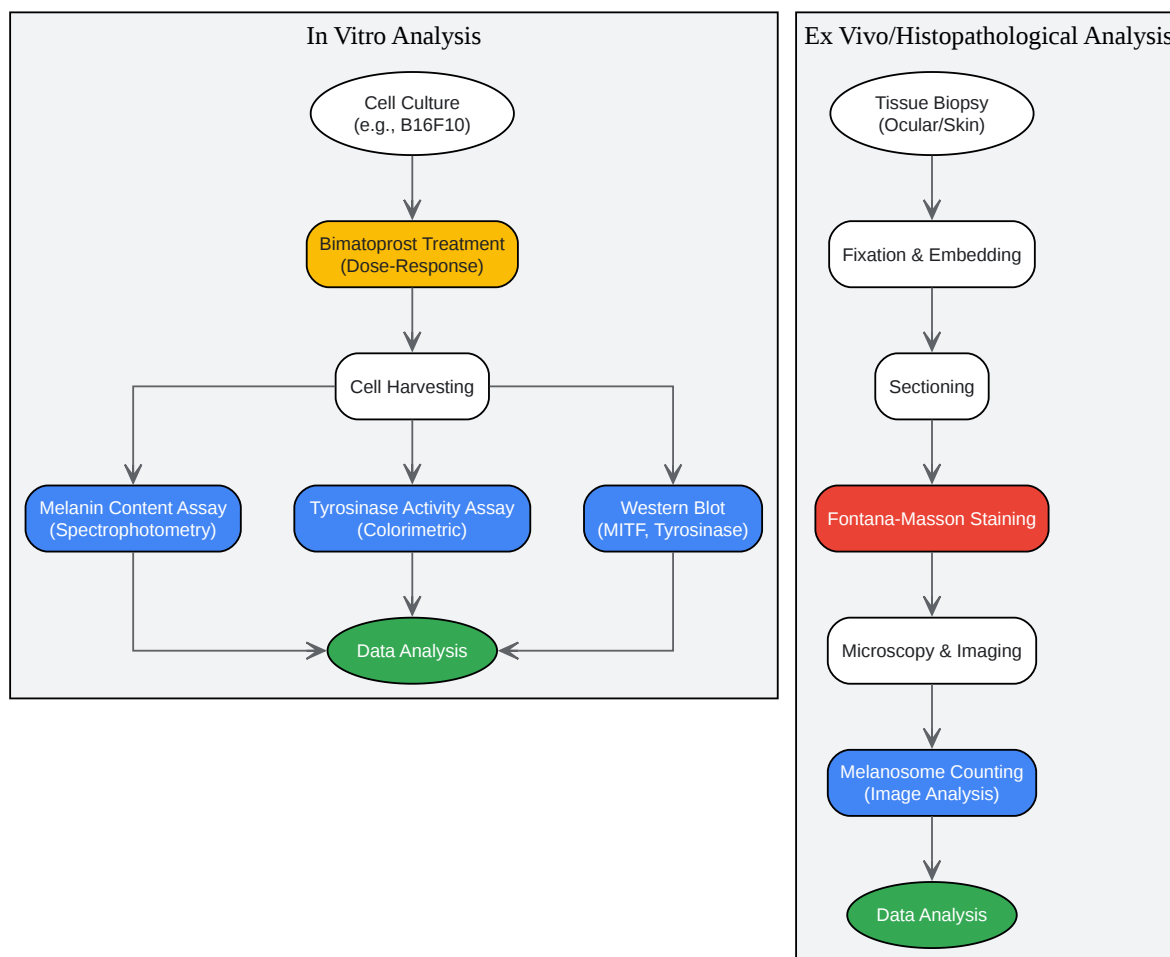 In Vitro Analysis
Cell Culture
(e.g., B16F10)
Bimatoprost Treatment
(Dose-Response)
Cell Harvesting
Melanin Content Assay
(Spectrophotometry)
Tyrosinase Activity Assay
(Colorimetric)
Western Blot
(MITF, Tyrosinase)
Data Analysis
Ex Vivo/Histopathological Analysis
Tissue Biopsy
(Ocular/Skin)
Fixation & Embedding
Sectioning
Fontana-Masson Staining
Microscopy & Imaging
Melanosome Counting
(Image Analysis)
Data Analysis